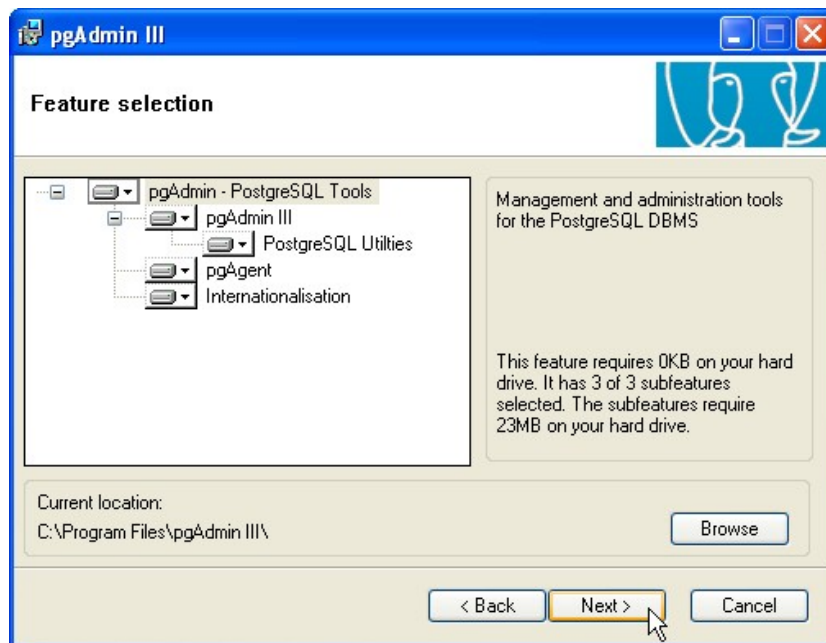 pgAdmin III
Feature selection
pgAdmin - PostgreSQL Tools
pgAdmin III
PostgreSQL Utilties
pgAgent
Internationalisation
Management and administration tools
for the PostgreSQL DBMS
This feature requires 0KB on your hard
drive. It has 3 of 3 subfeatures
selected. The subfeatures require
23MB on your hard drive.
Current location:
C:\Program Files\pgAdmin III\
Browse
< Back
Next >
Cancel